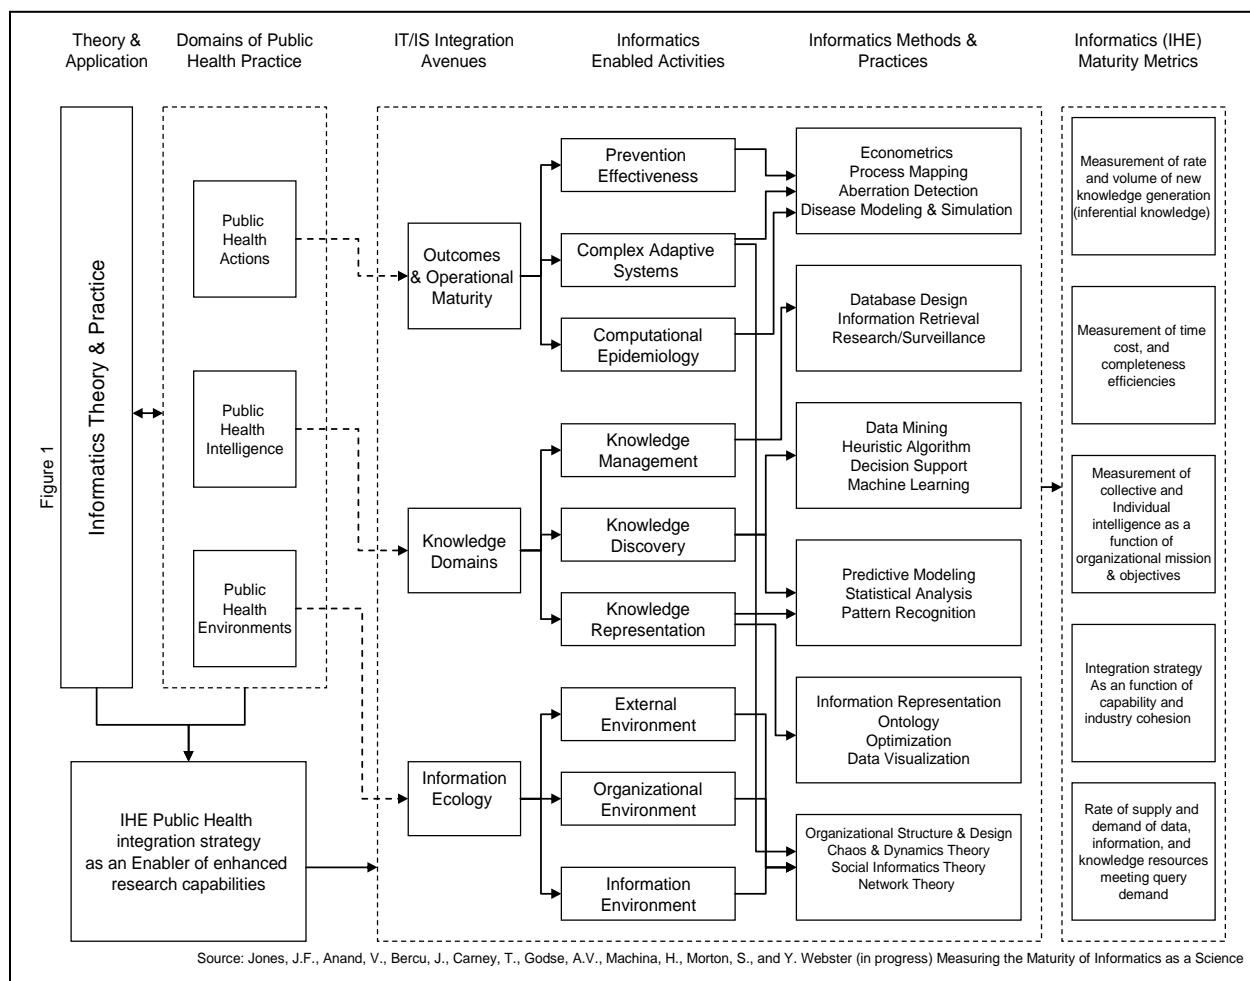 Theory &
Application
Domains of Public
Health Practice
IT/IS Integration
Avenues
Informatics
Enabled Activities
Informatics Methods &
Practices
Informatics (IHE)
Maturity Metrics
Figure 1
Informatics Theory & Practice
Public
Health
Actions
Public
Health
Intelligence
Public
Health
Environments
IHE Public Health
integration strategy
as an Enabler of enhanced
research capabilities
Outcomes
& Operational
Maturity
Knowledge
Domains
Information
Ecology
Prevention
Effectiveness
Complex Adaptive
Systems
Computational
Epidemiology
Knowledge
Management
Knowledge
Discovery
Knowledge
Representation
External
Environment
Organizational
Environment
Information
Environment
Econometrics
Process Mapping
Aberration Detection
Disease Modeling & Simulation
Database Design
Information Retrieval
Research/Surveillance
Data Mining
Heuristic Algorithm
Decision Support
Machine Learning
Predictive Modeling
Statistical Analysis
Pattern Recognition
Information Representation
Ontology
Optimization
Data Visualization
Organizational Structure & Design
Chaos & Dynamics Theory
Social Informatics Theory
Network Theory
Measurement of rate
and volume of new
knowledge generation
(inferential knowledge)
Measurement of time
cost, and
completeness
efficiencies
Measurement of
collective and
Individual
intelligence as a
function of
organizational mission
& objectives
Integration strategy
As an function of
capability and
industry cohesion
Rate of supply and
demand of data,
information, and
knowledge resources
meeting query
demand
Source: Jones, J.F., Anand, V., Bercu, J., Carney, T., Godse, A.V., Machina, H., Morton, S., and Y. Webster (in progress) Measuring the Maturity of Informatics as a Science